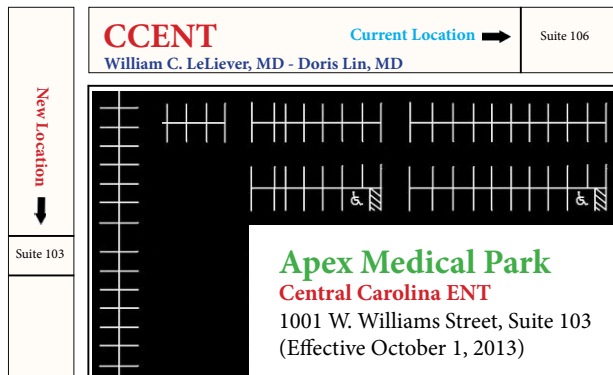 CCENT
William C. LeLiever, MD - Doris Lin, MD
Current Location
Suite 106
New Location
Suite 103
Apex Medical Park
Central Carolina ENT
1001 W. Williams Street, Suite 103
(Effective October 1, 2013)